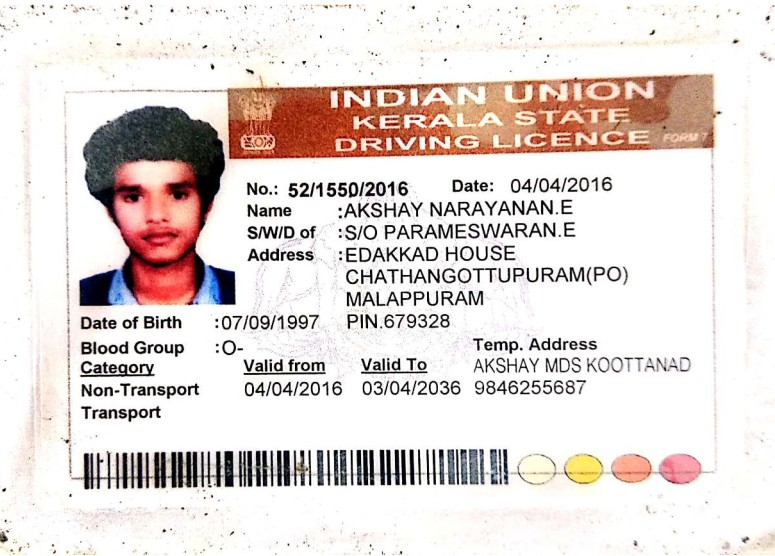 INDIAN UNION
KERALA STATE
DRIVING LICENCE FORM 7
No.: 52/1550/2016 Date: 04/04/2016
Name :AKSHAY NARAYANAN.E
S/W/D of :S/O PARAMESWARAN.E
Address :EDAKKAD HOUSE
CHATHANGOTTUPURAM(PO)
MALAPPURAM
Date of Birth :07/09/1997 PIN.679328
Blood Group :O- Temp. Address
Category Valid from Valid To AKSHAY MDS KOOTTANAD
Non-Transport 04/04/2016 03/04/2036 9846255687
Transport